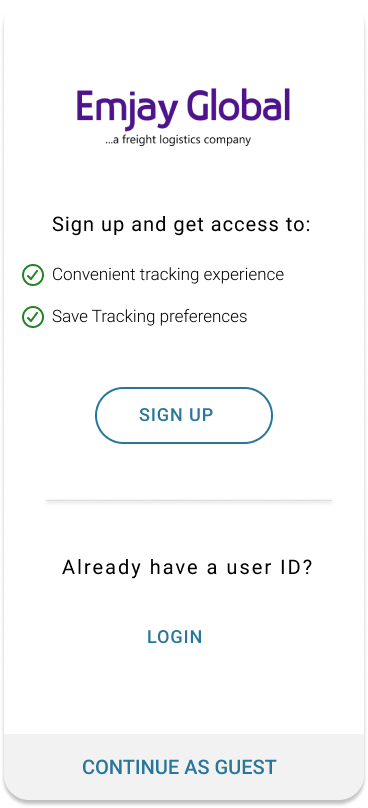 Emjay Global
...a freight logistics company
Sign up and get access to:
Convenient tracking experience
Save Tracking preferences
SIGN UP
Already have a user ID?
LOGIN
CONTINUE AS GUEST